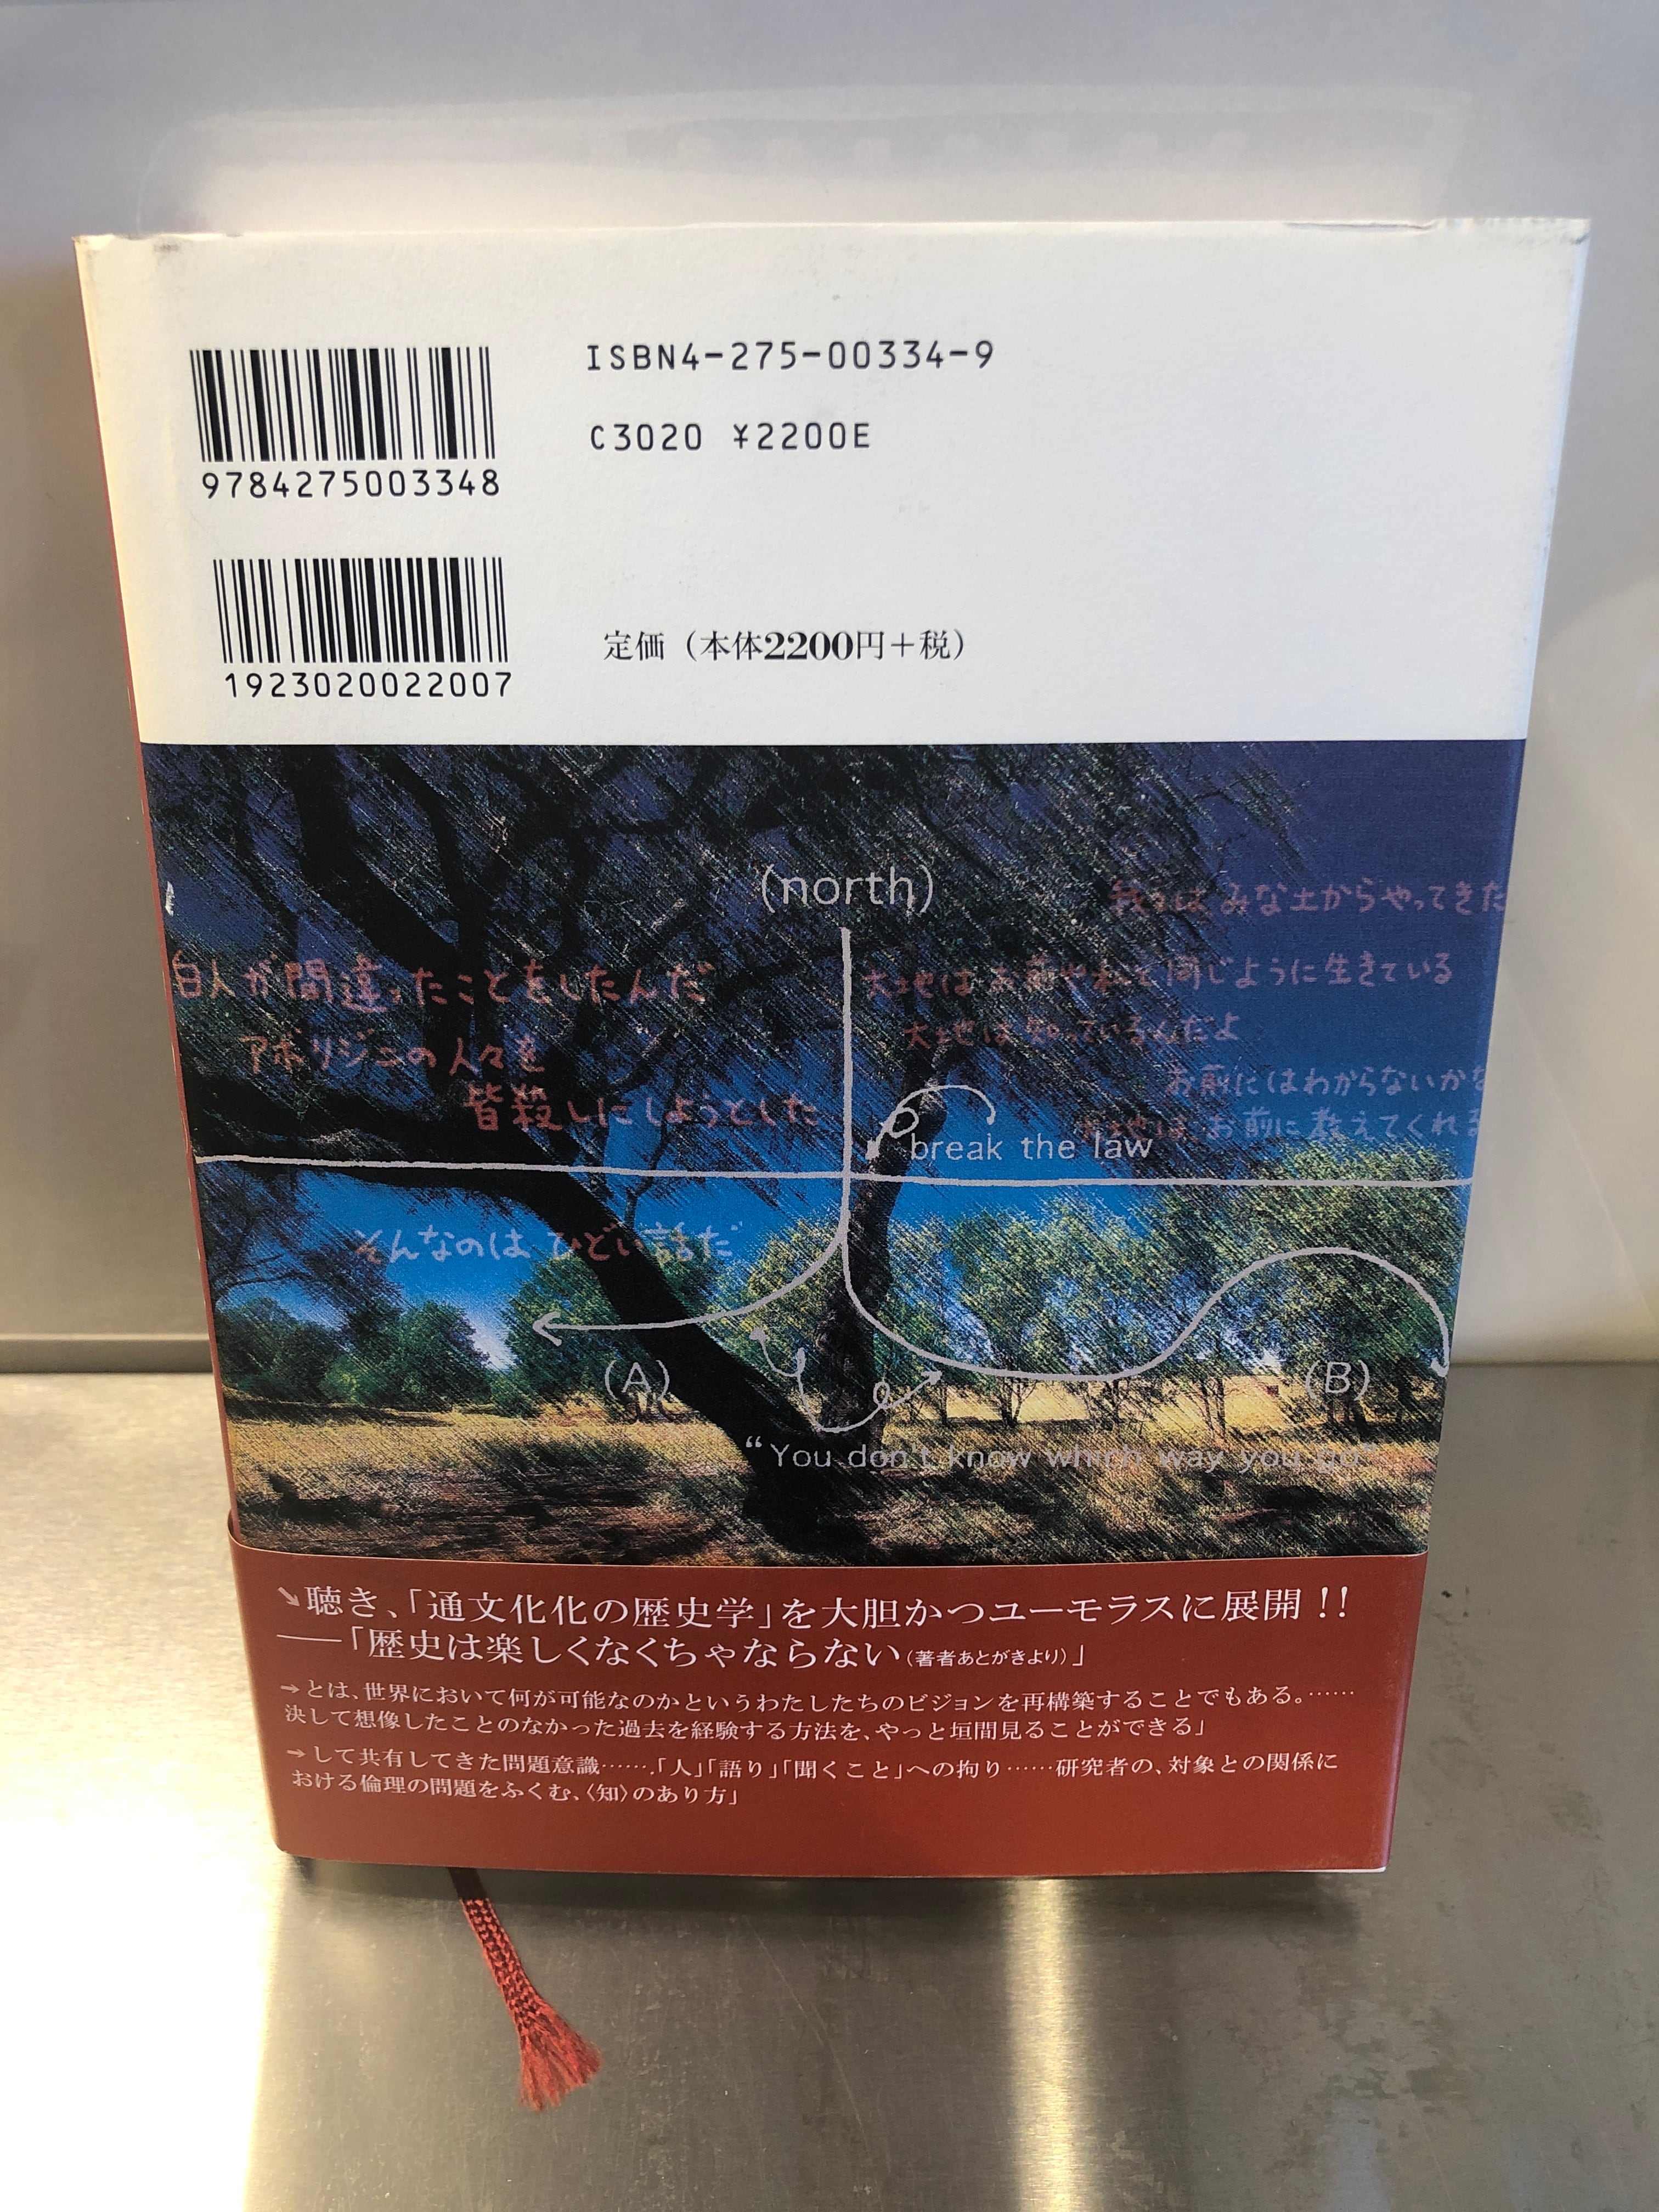 ISBN4-275-00334-9
C3020 ¥2200E
9784275003348
定価（本体2200円＋税）
1923020022007
(north)
はみな土からやってきた
白人が間違ったことをしたんだ
大地はお前や私と同じように生きている
アボリジニの人々を
大地は知っているんだよ
皆殺しにしようとした
お前にはわからないかな
大地はお前に教えてくれる
break the law
そんなのはひどい話だ
(A)
(B)
“You don't know which way you go”
↘聴き、「通文化化の歴史学」を大胆かつユーモラスに展開！！
──「歴史は楽しくなくちゃならない（著者あとがきより）」
→とは、世界において何が可能なのかというわたしたちのビジョンを再構築することでもある。……
決して想像したことのなかった過去を経験する方法を、やっと垣間見ることができる」
→して共有してきた問題意識…….「人」「語り」「聞くこと」への拘り……研究者の、対象との関係に
おける倫理の問題をふくむ、〈知〉のあり方」